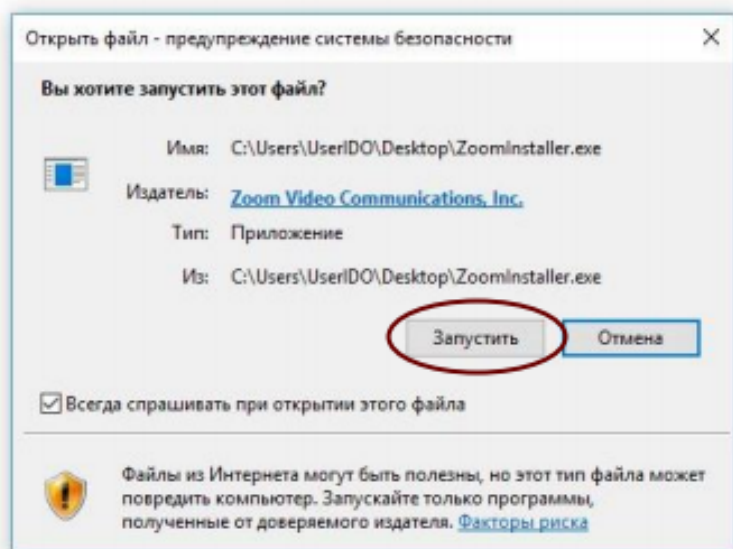 Открыть файл - предупреждение системы безопасности
Вы хотите запустить этот файл?
Имя: C:\Users\UserIDO\Desktop\ZoomInstaller.exe
Издатель: Zoom Video Communications, Inc.
Тип: Приложение
Из: C:\Users\UserIDO\Desktop\ZoomInstaller.exe
Запустить Отмена
Всегда спрашивать при открытии этого файла
Файлы из Интернета могут быть полезны, но этот тип файла может
повредить компьютер. Запускайте только программы,
полученные от доверяемого издателя. Факторы риска